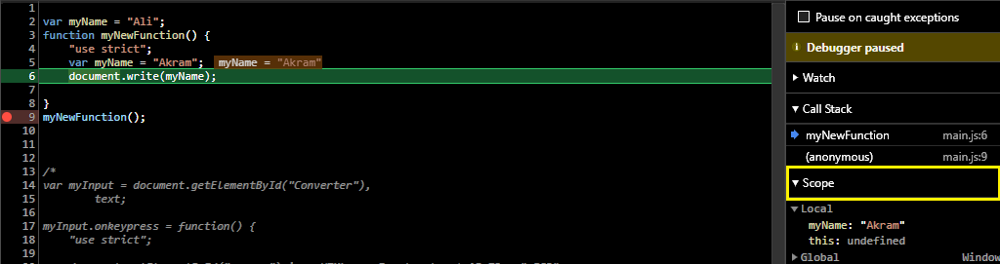 1
2 var myName = "Ali";
3 function myNewFunction() {
4 "use strict";
5 var myName = "Akram"; myName = "Akram"
6 document.write(myName);
7
8 }
9 myNewFunction();
10
11
12
13 /*
14 var myInput = document.getElementById("Converter"),
15 text;
16
17 myInput.onkeypress = function() {
18 "use strict";
19
Pause on caught exceptions
Debugger paused
Watch
Call Stack
myNewFunction main.js:6
(anonymous) main.js:9
Scope
Local
myName: "Akram"
this: undefined
Global Window